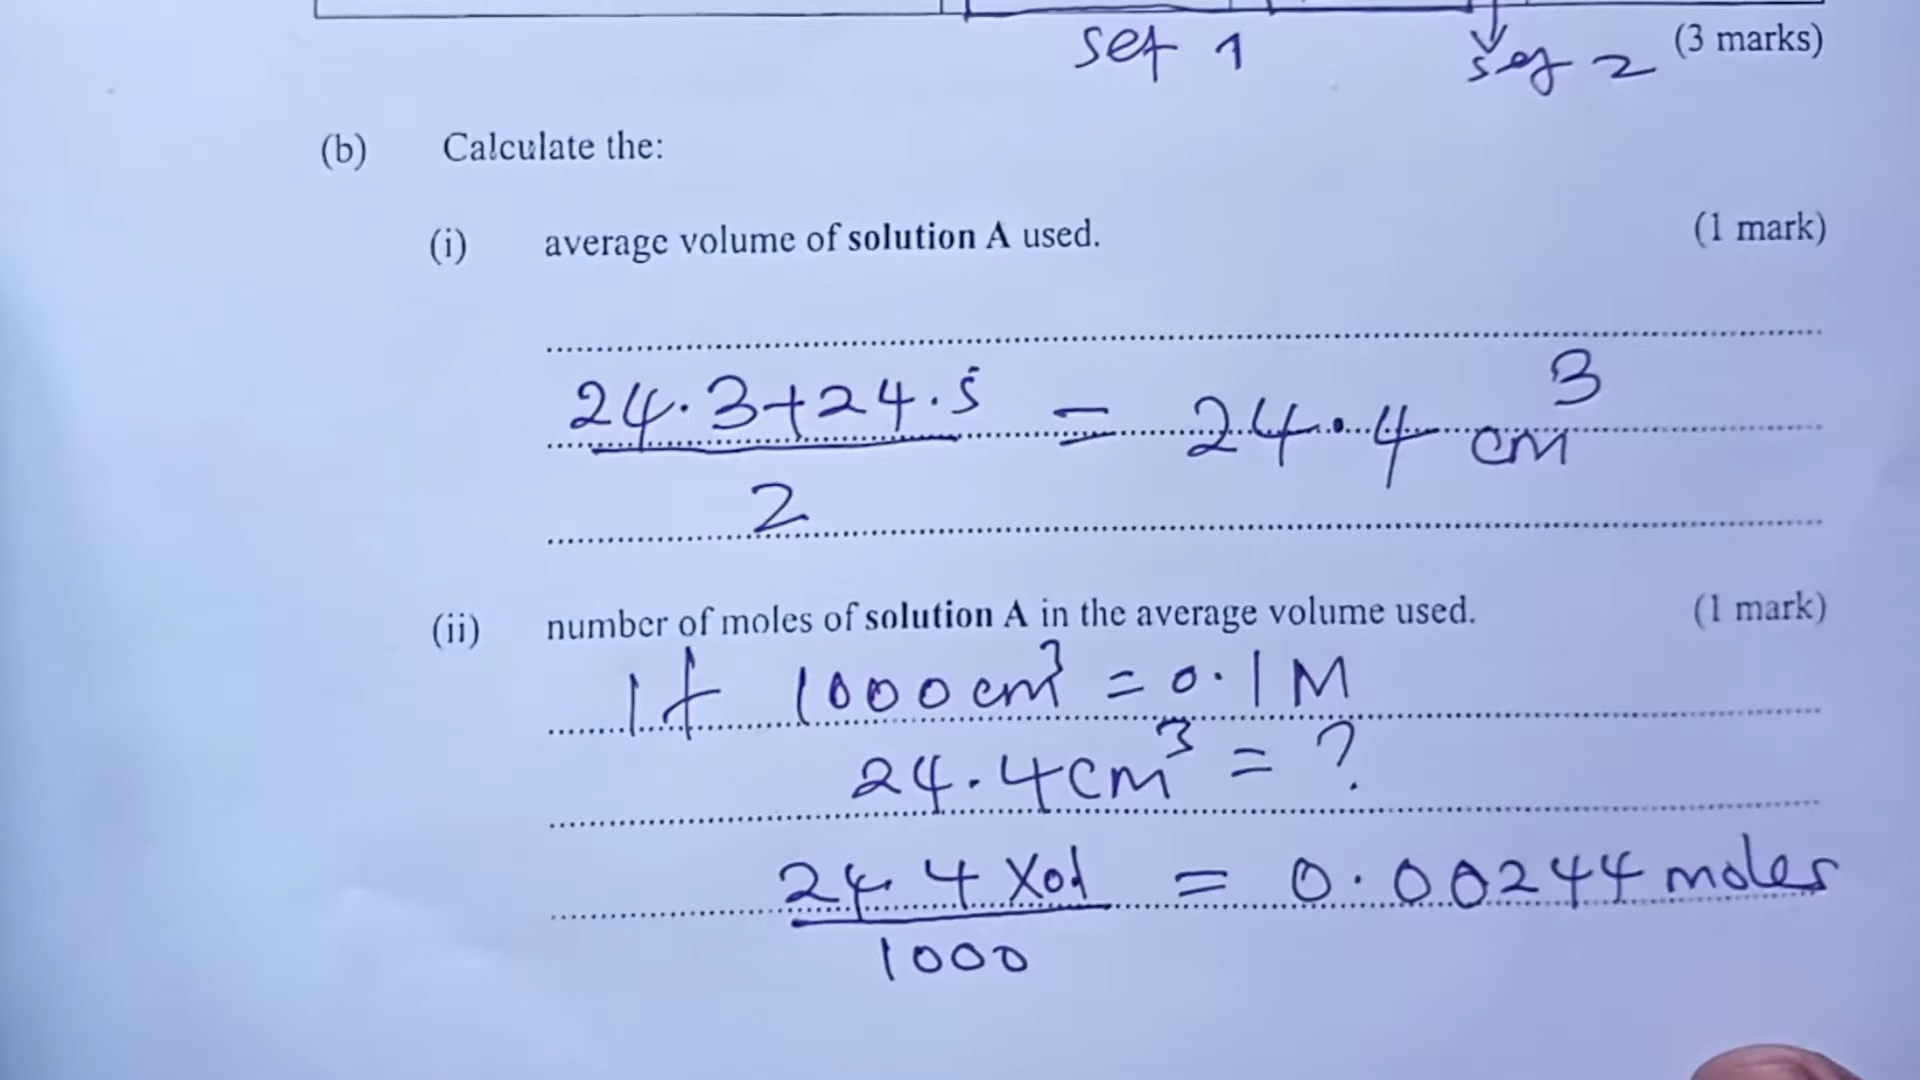 set 1
set 2 (3 marks)
(b) Calculate the:
(i) average volume of solution A used. (1 mark)
24.3+24.5 = 24.4 cm³
2
(ii) number of moles of solution A in the average volume used. (1 mark)
If 1000cm³ = 0.1M
24.4cm³ = ?
24.4 x0.1 = 0.00244 moles
1000